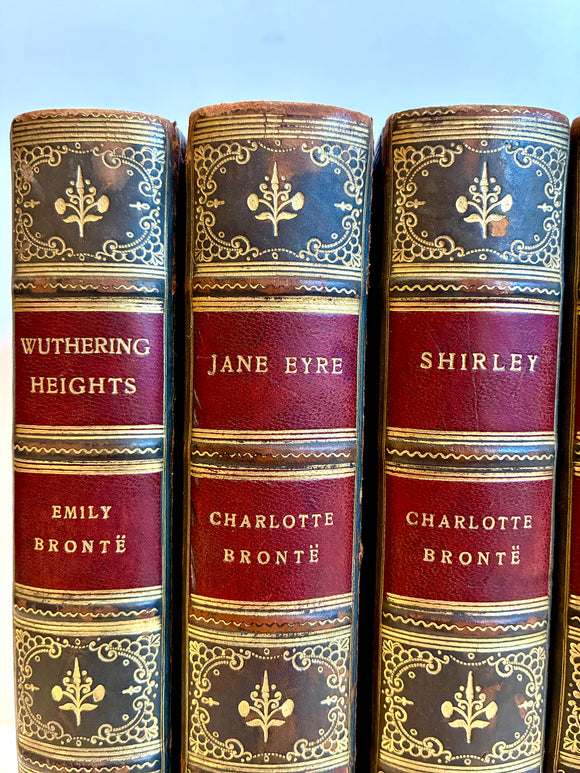 WUTHERING
HEIGHTS
EMILY
BRONTË
JANE EYRE
CHARLOTTE
BRONTË
SHIRLEY
CHARLOTTE
BRONTË